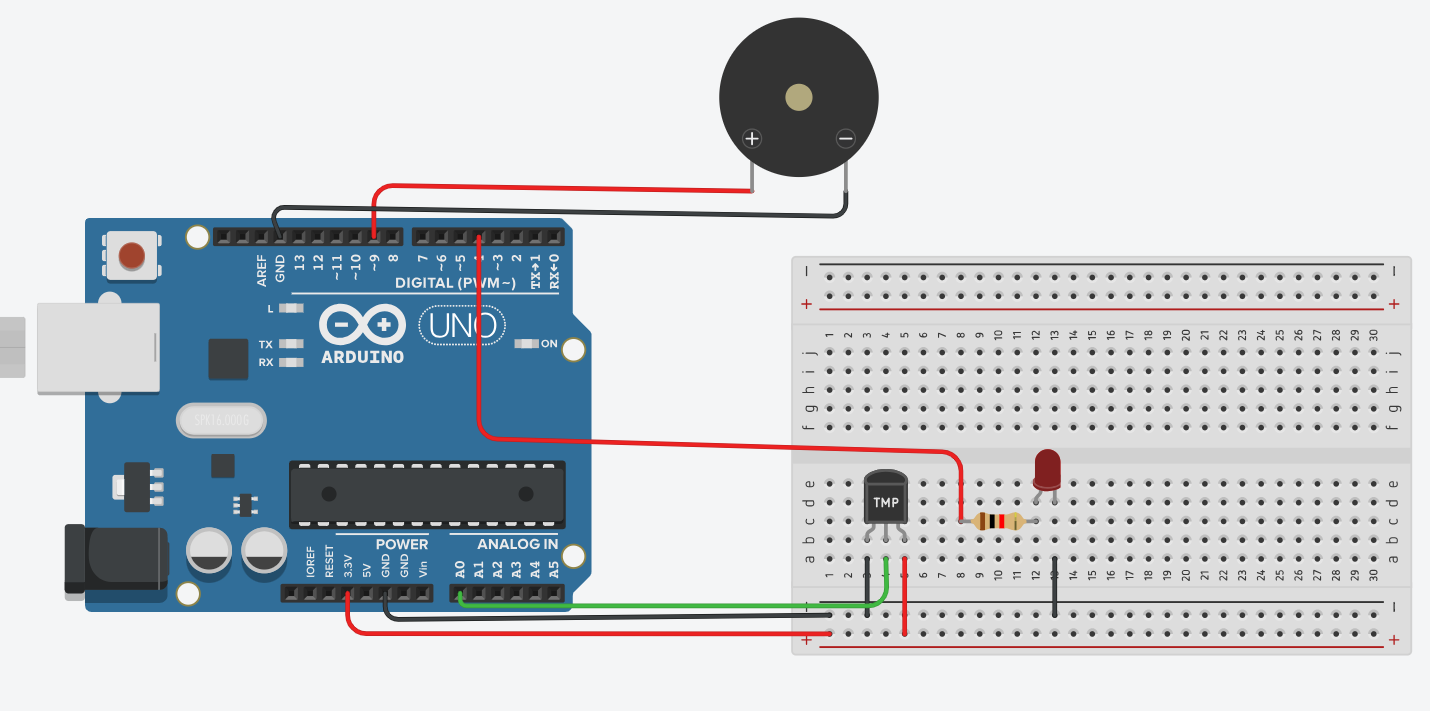 + −
AREF GND 13 12 ~11 ~10 ~9 8 7 ~6 ~5 ~3 2 TX→1 RX←0
DIGITAL (PWM~)
L
TX
RX
ARDUINO
UNO
ON
SPK16.000G
POWER
ANALOG IN
IOREF RESET 3.3V 5V GND GND Vin A0 A1 A2 A3 A4 A5
− −
+ +
1 2 3 4 5 6 7 8 9 10 11 12 13 14 15 16 17 18 19 20 21 22 23 24 25 26 27 28 29 30
j j
i i
h h
g g
f f
e e
d d
c c
b b
a a
TMP
1 2 3 4 5 6 7 8 9 10 11 12 13 14 15 16 17 18 19 20 21 22 23 24 25 26 27 28 29 30
− −
+ +